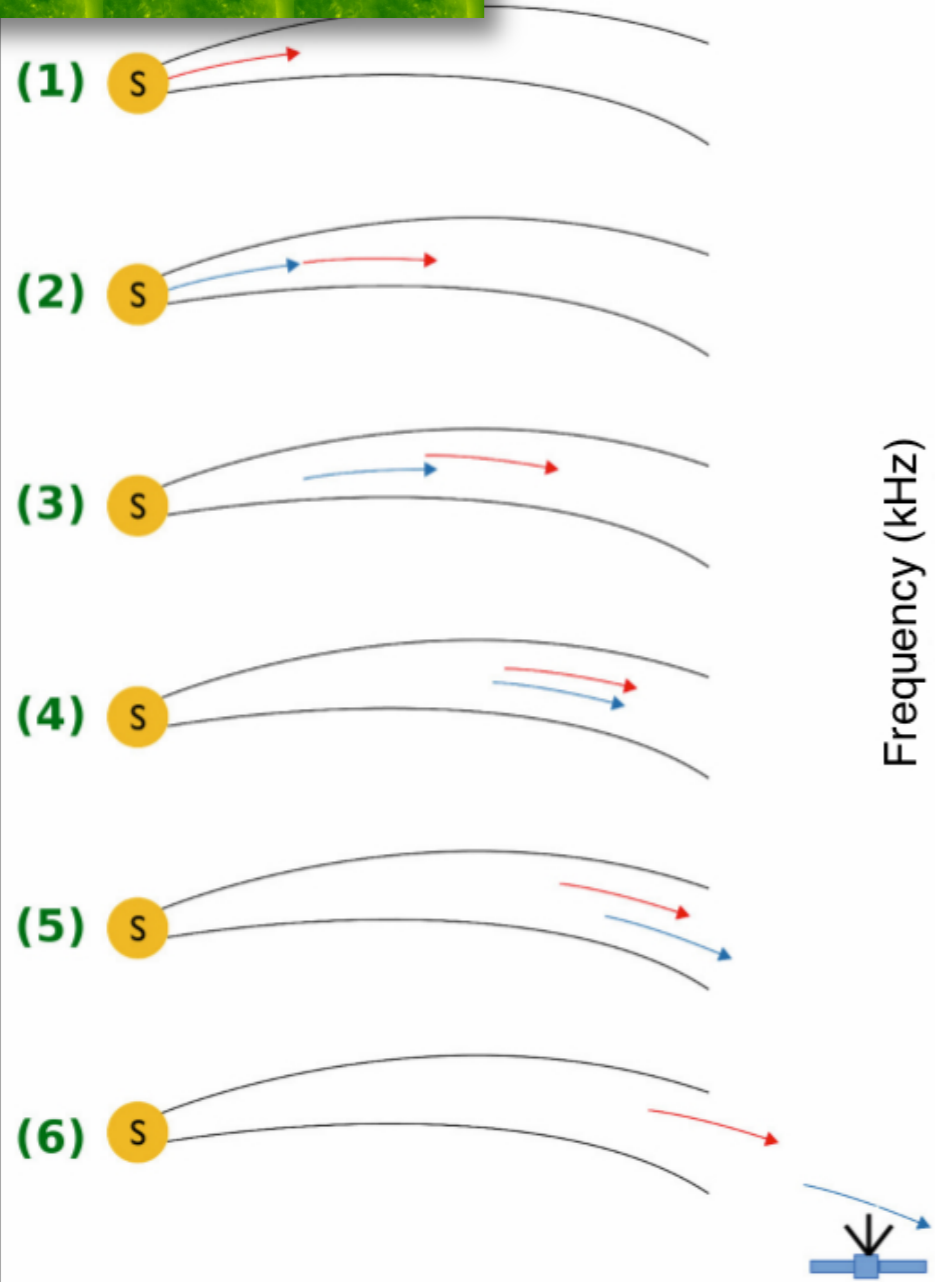 (1) S
(2) S
(3) S
(4) S
(5) S
(6) S
Frequency (kHz)